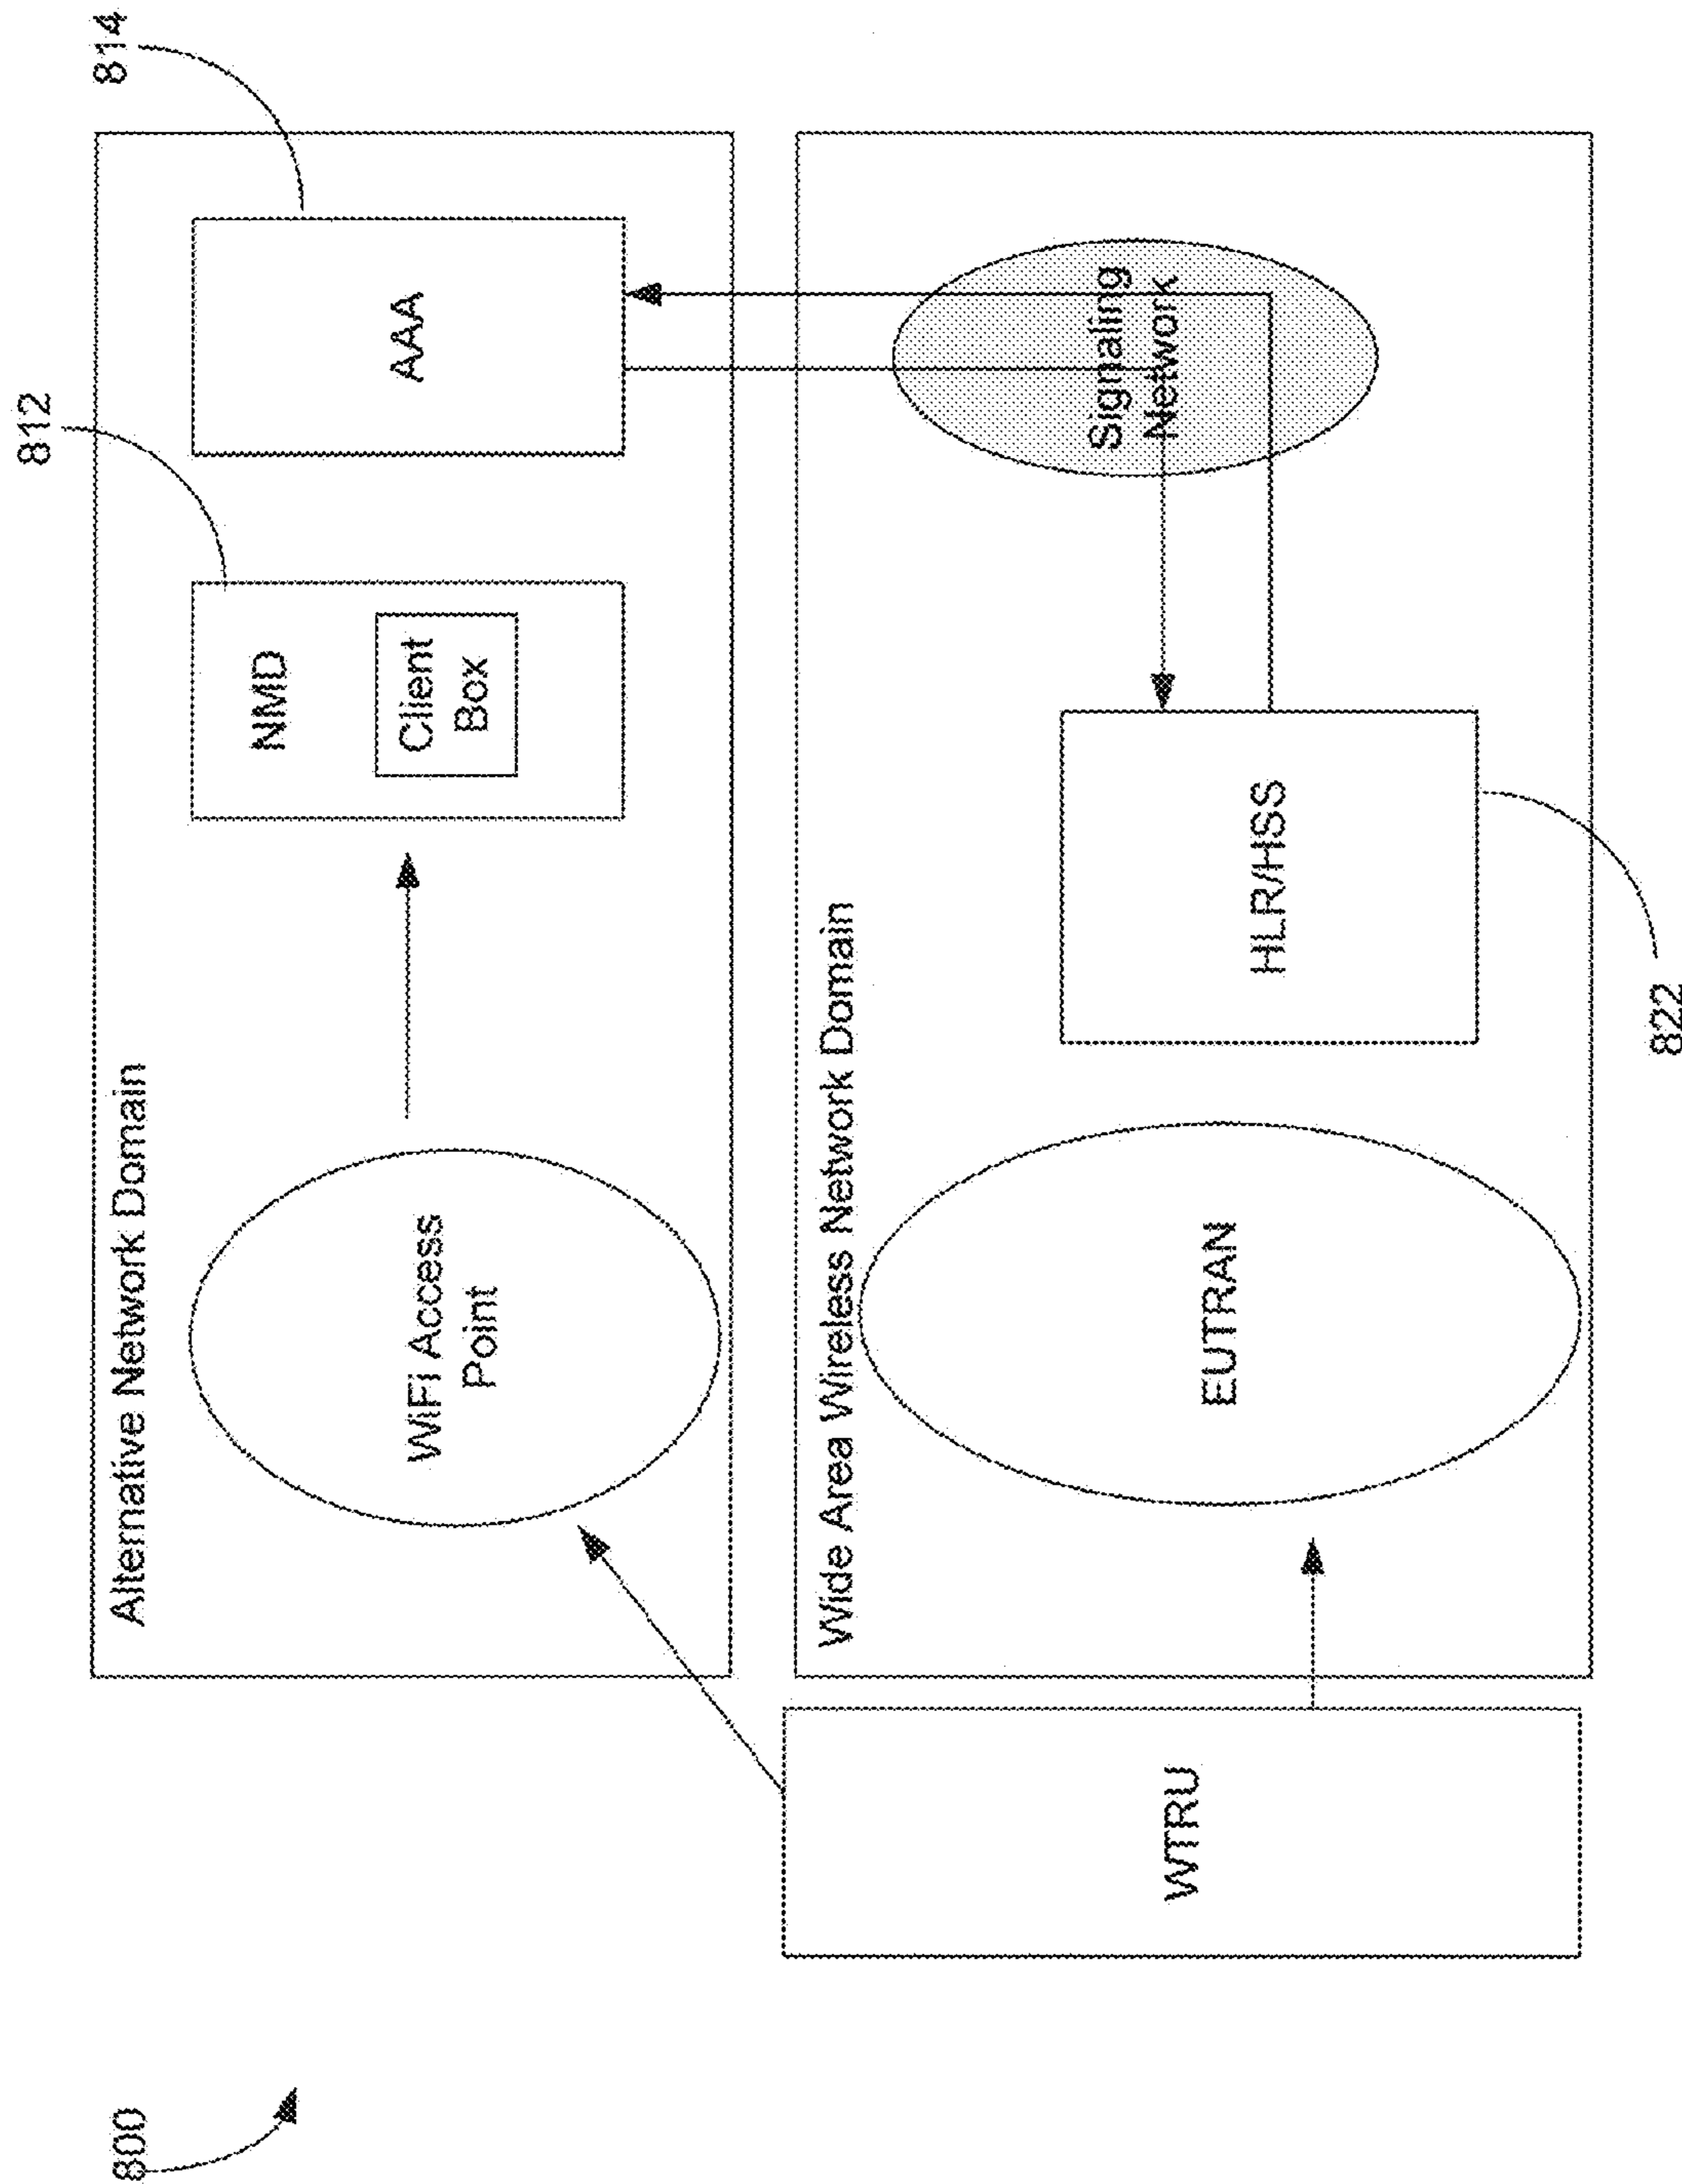 800
812
814
Alternative Network Domain
WiFi Access
Point
NMD
Client
Box
AAA
Wide Area Wireless Network Domain
WTRU
EUTRAN
HLR/HSS
Signaling
Network
822